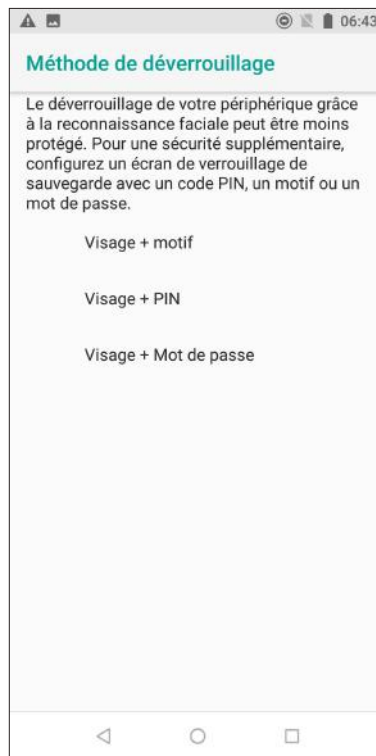 06:43
Méthode de déverrouillage
Le déverrouillage de votre périphérique grâce
à la reconnaissance faciale peut être moins
protégé. Pour une sécurité supplémentaire,
configurez un écran de verrouillage de
sauvegarde avec un code PIN, un motif ou un
mot de passe.
Visage + motif
Visage + PIN
Visage + Mot de passe